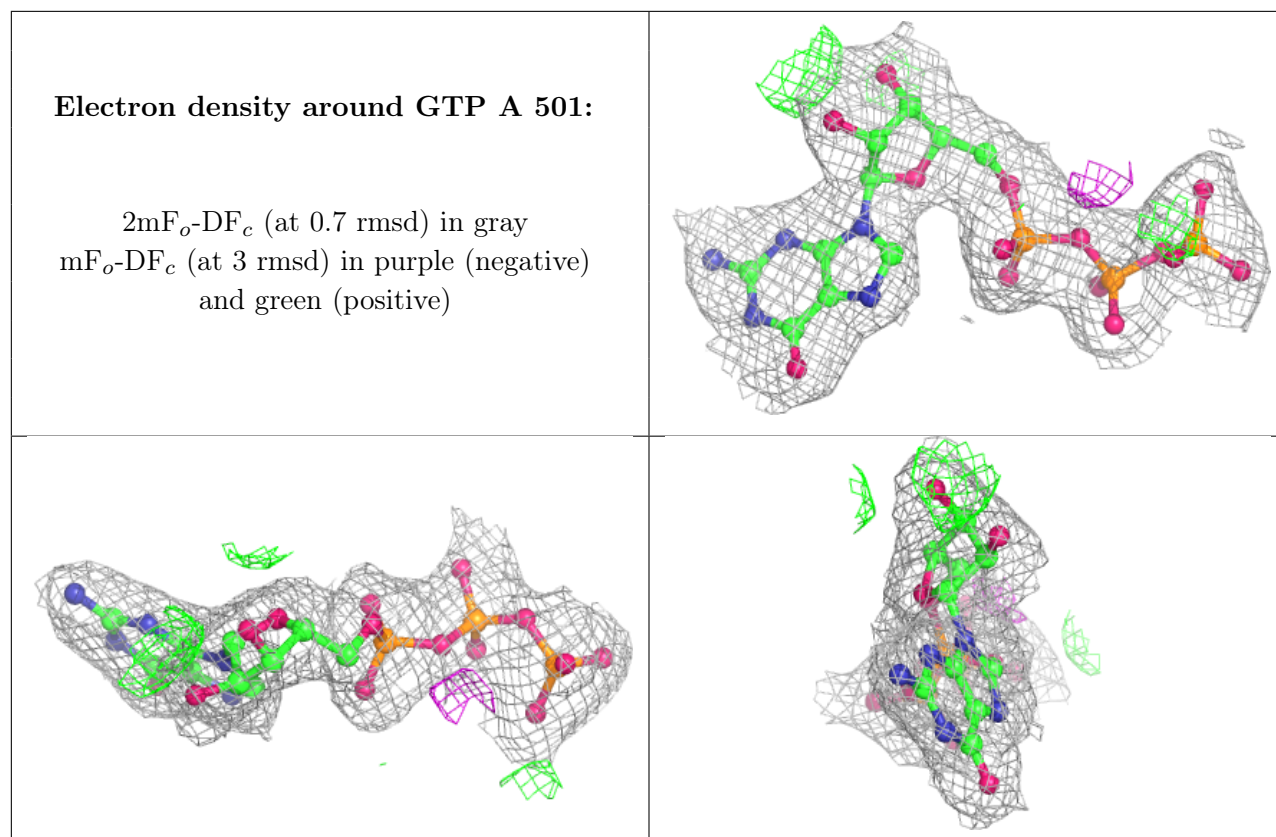 Electron density around GTP A 501:
2mFo-DFc (at 0.7 rmsd) in gray
mFo-DFc (at 3 rmsd) in purple (negative)
and green (positive)